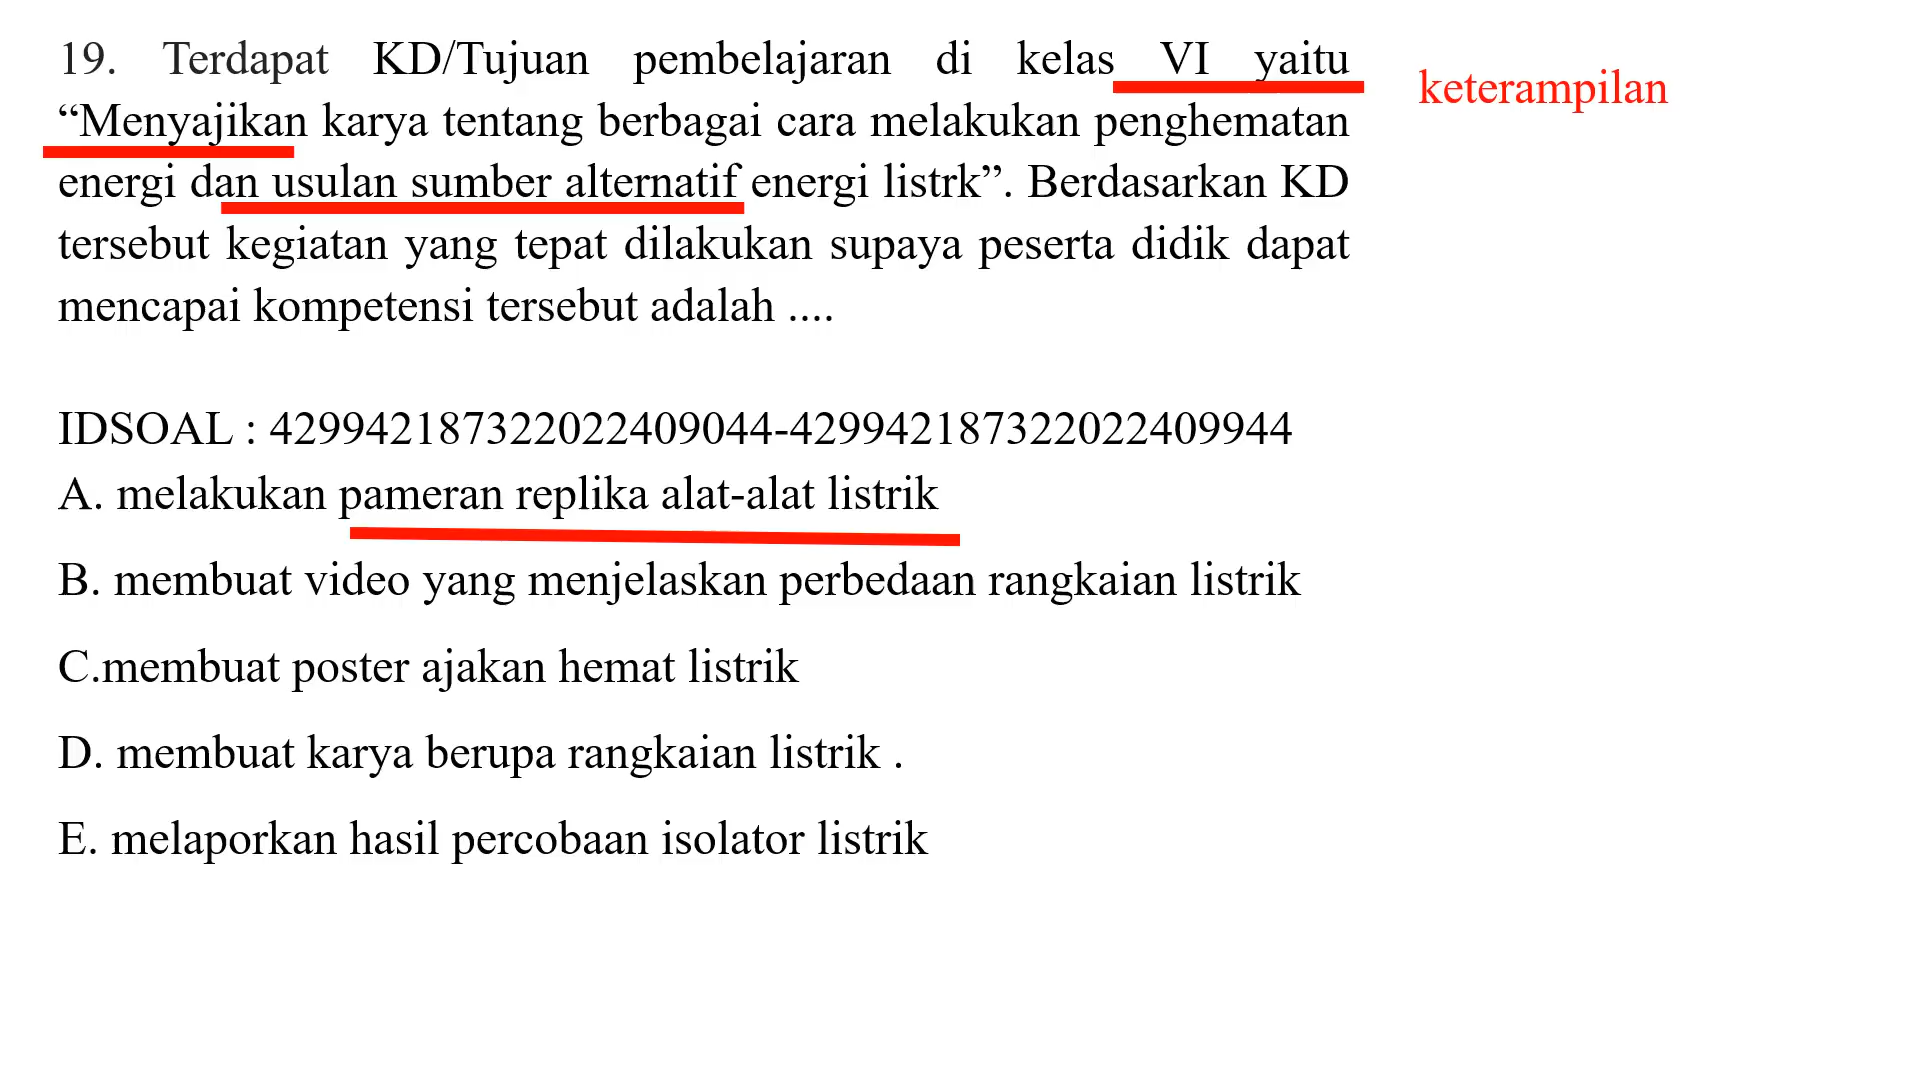 19. Terdapat KD/Tujuan pembelajaran di kelas VI yaitu
keterampilan
“Menyajikan karya tentang berbagai cara melakukan penghematan
energi dan usulan sumber alternatif energi listrk”. Berdasarkan KD
tersebut kegiatan yang tepat dilakukan supaya peserta didik dapat
mencapai kompetensi tersebut adalah ....
IDSOAL : 429942187322022409044-429942187322022409944
A. melakukan pameran replika alat-alat listrik
B. membuat video yang menjelaskan perbedaan rangkaian listrik
C.membuat poster ajakan hemat listrik
D. membuat karya berupa rangkaian listrik .
E. melaporkan hasil percobaan isolator listrik